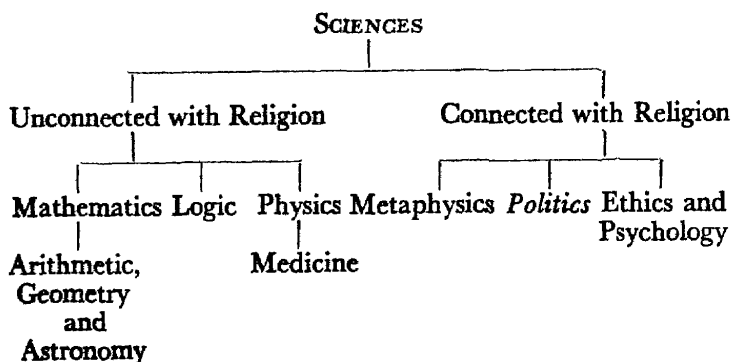 SCIENCES
Unconnected with Religion Connected with Religion
Mathematics Logic Physics Metaphysics Politics Ethics and
Psychology
Arithmetic, Medicine
Geometry
and
Astronomy